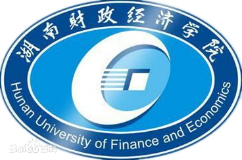 湖南财政经济学院
Hunan University of Finance and Economics